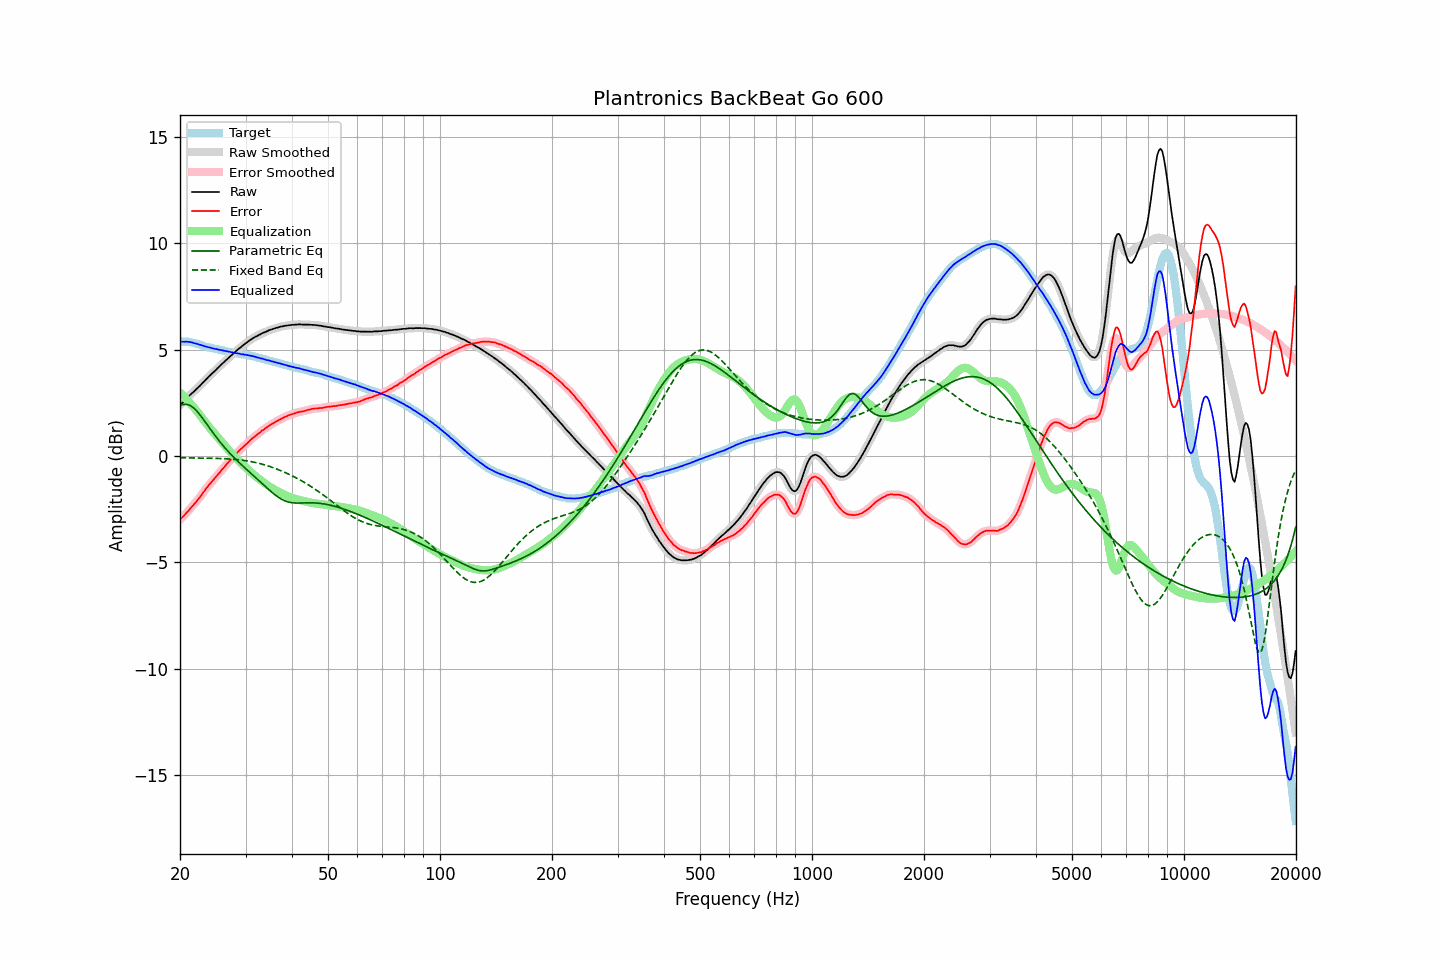 Plantronics BackBeat Go 600
Target
Raw Smoothed
Error Smoothed
Raw
Error
Equalization
Parametric Eq
Fixed Band Eq
Equalized
Amplitude (dBr)
15
10
5
0
−5
−10
−15
20 50 100 200 500 1000 2000 5000 10000 20000
Frequency (Hz)